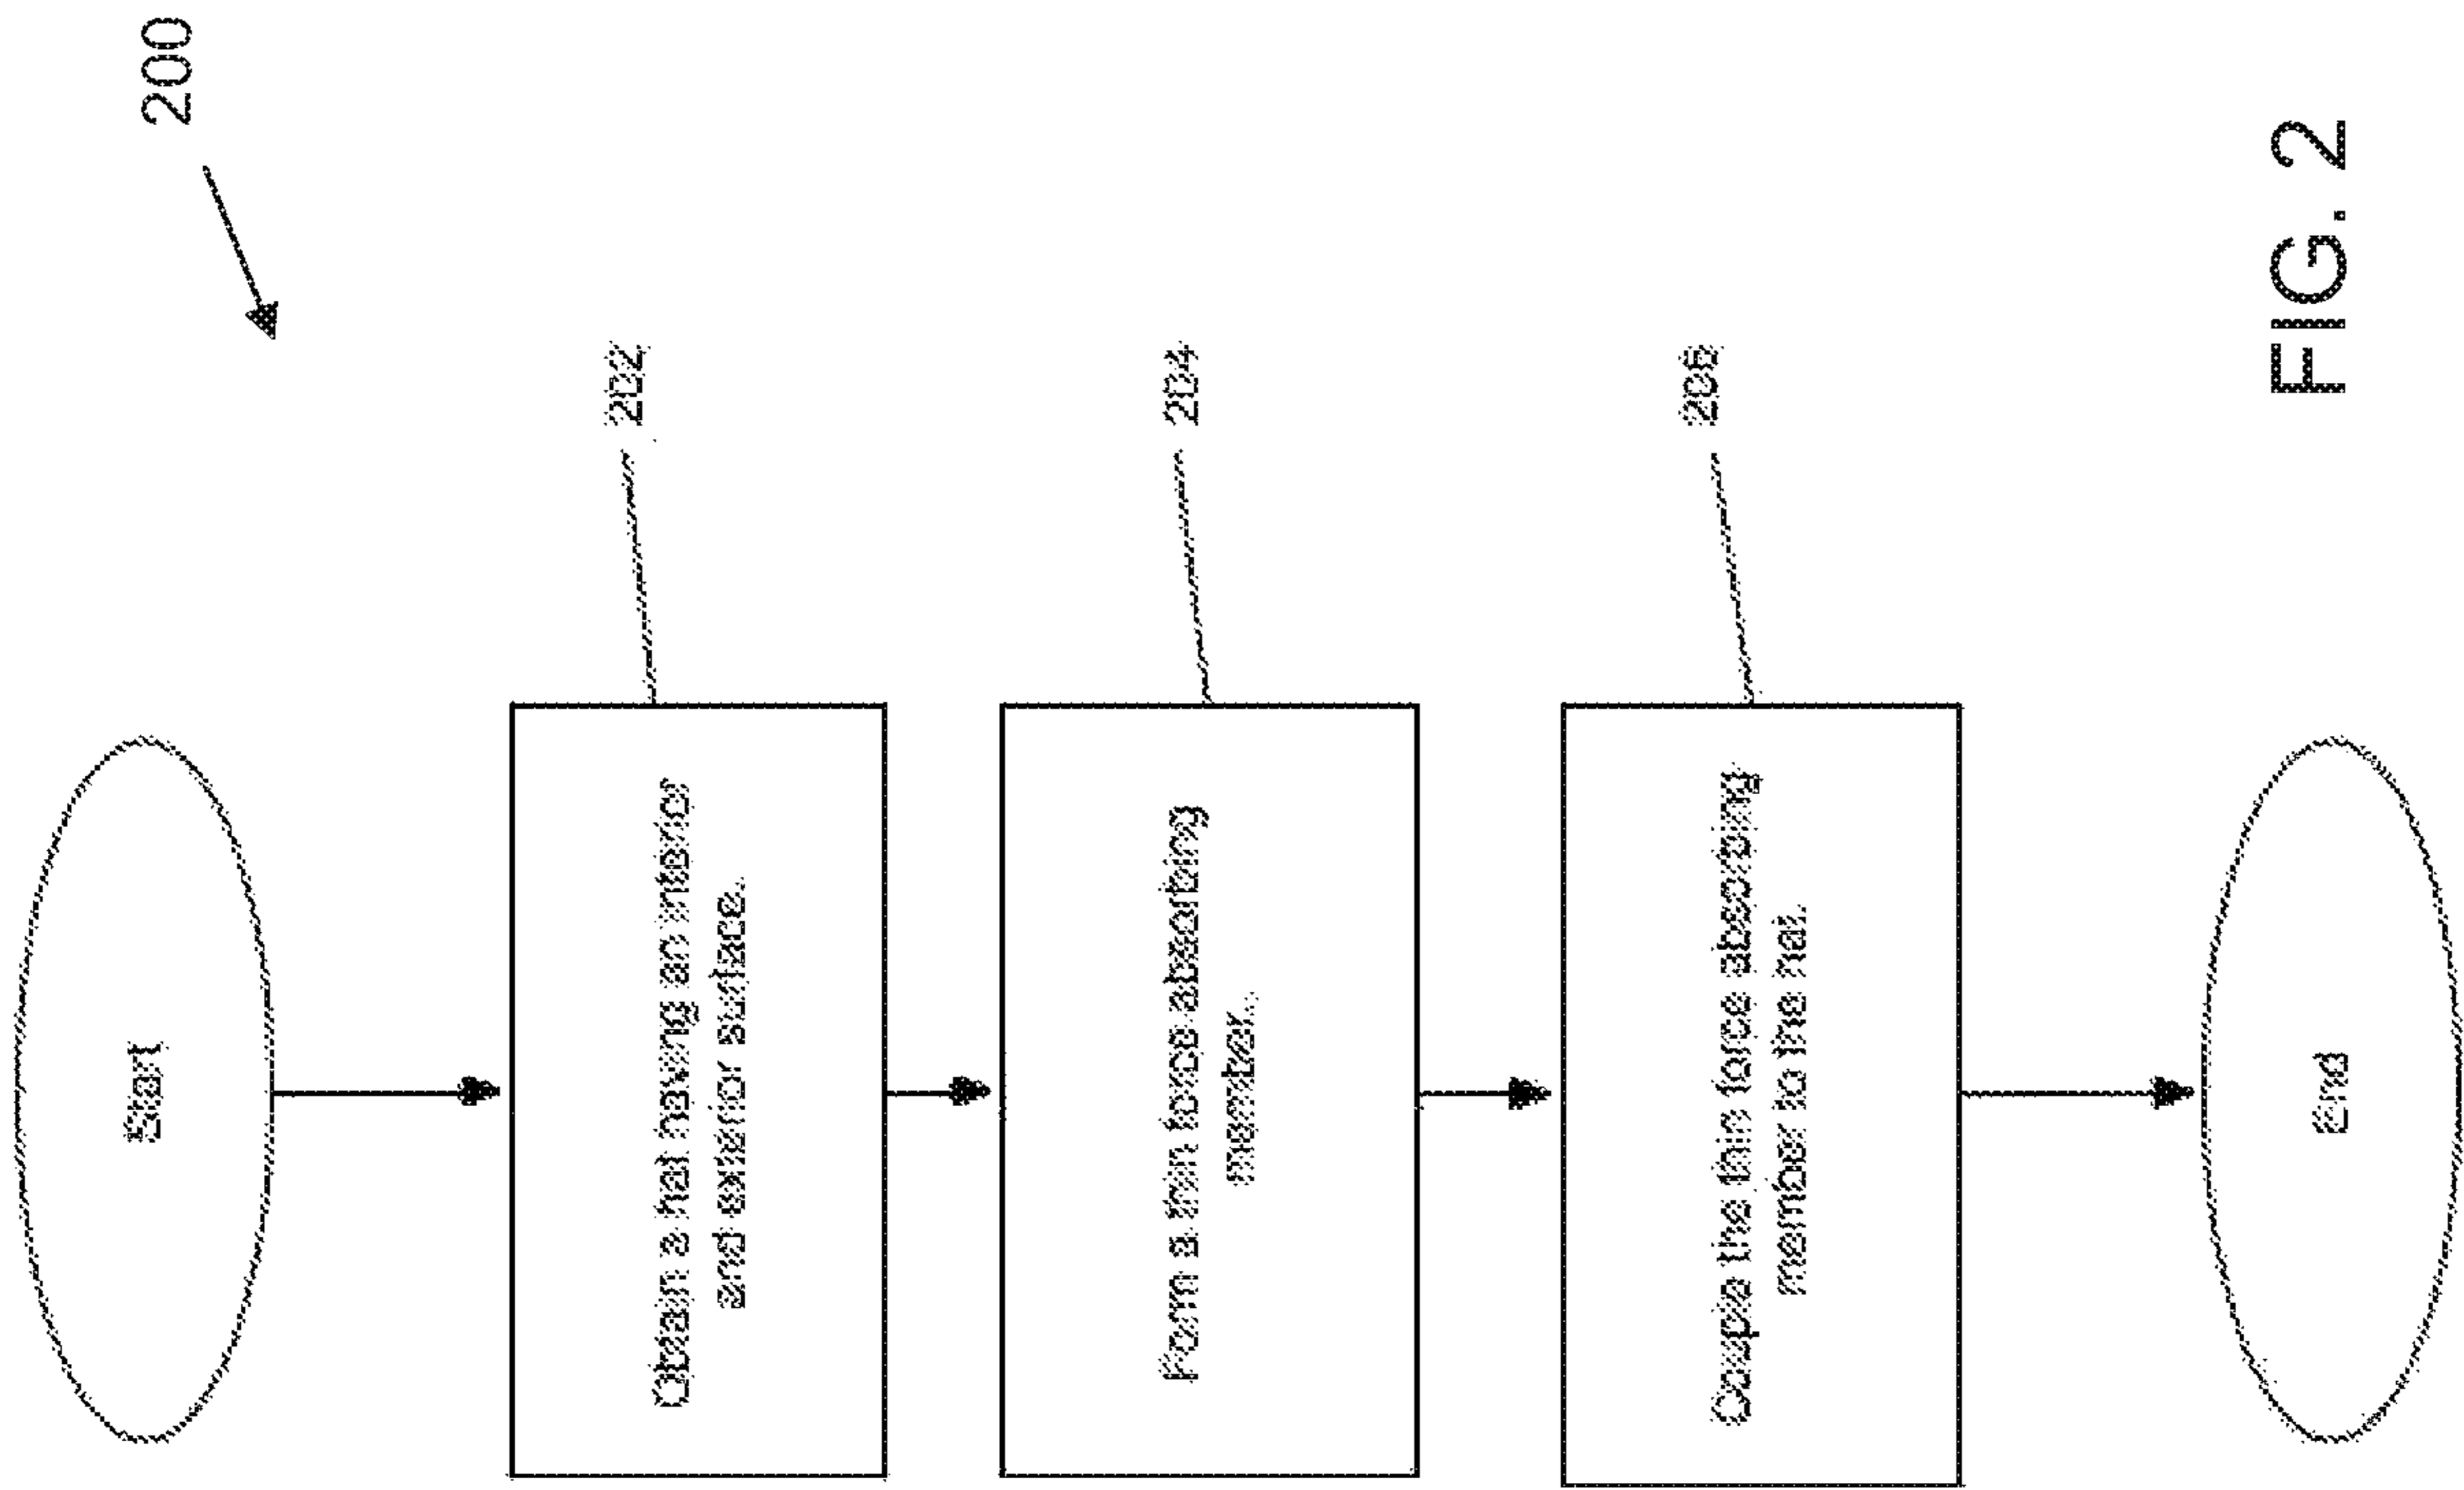 200
Start
Obtain a hat having an interior
and exterior surface.
202
Form a thin force absorbing
member.
204
Couple the thin force absorbing
member to the hat.
206
End
FIG. 2